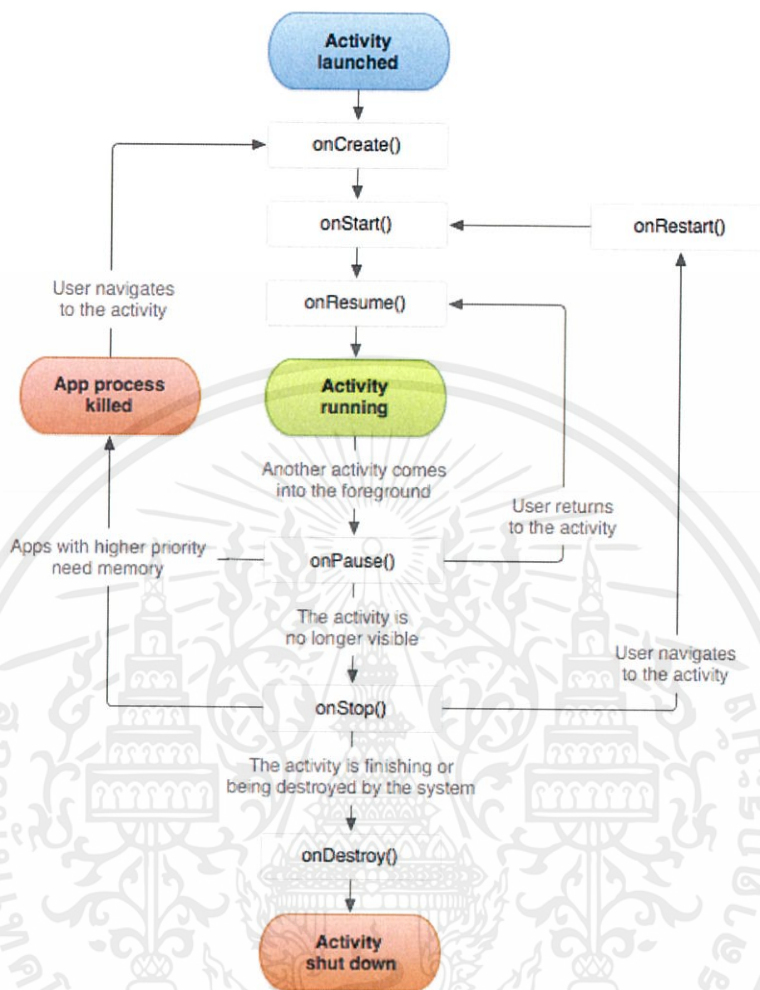 Activity
launched
onCreate()
onStart()
onRestart()
User navigates
to the activity
onResume()
App process
killed
Activity
running
Another activity comes
into the foreground
User returns
to the activity
Apps with higher priority
need memory
onPause()
The activity is
no longer visible
User navigates
to the activity
onStop()
The activity is finishing or
being destroyed by the system
onDestroy()
Activity
shut down